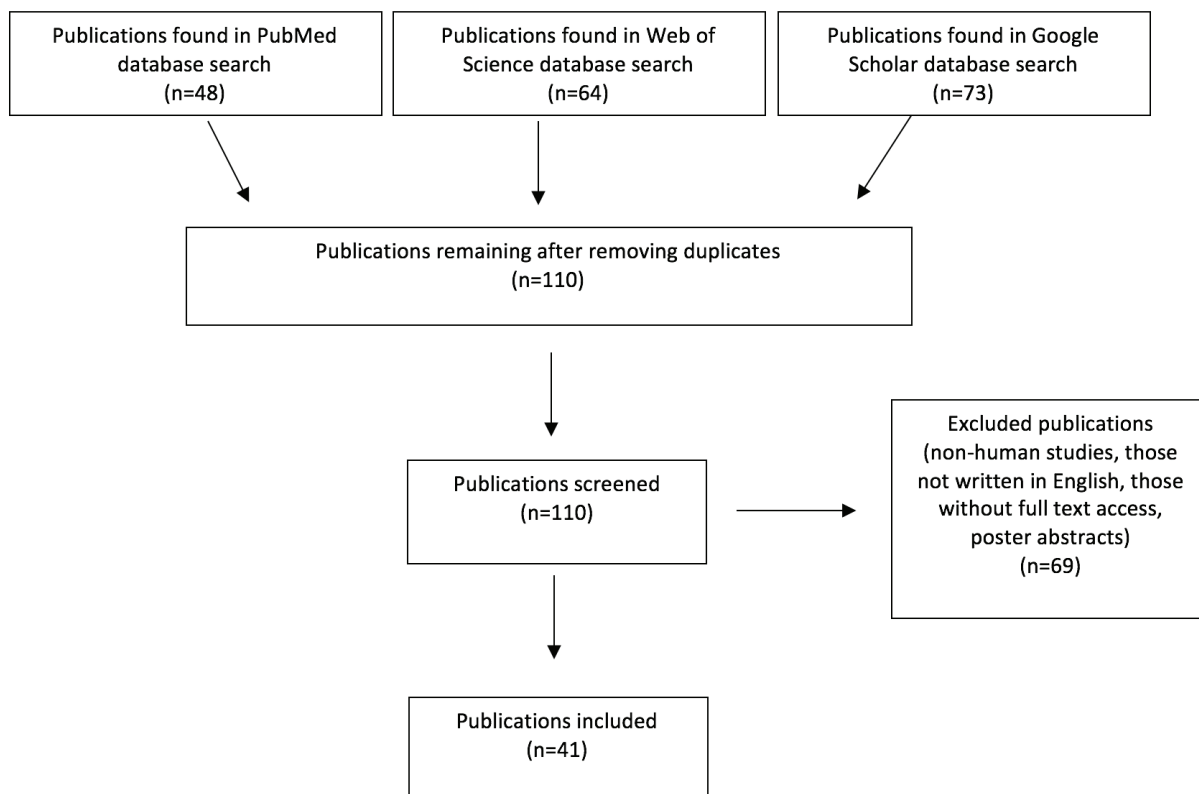 Publications found in PubMed
database search
(n=48)
Publications found in Web of
Science database search
(n=64)
Publications found in Google
Scholar database search
(n=73)
Publications remaining after removing duplicates
(n=110)
Publications screened
(n=110)
Excluded publications
(non-human studies, those
not written in English, those
without full text access,
poster abstracts)
(n=69)
Publications included
(n=41)